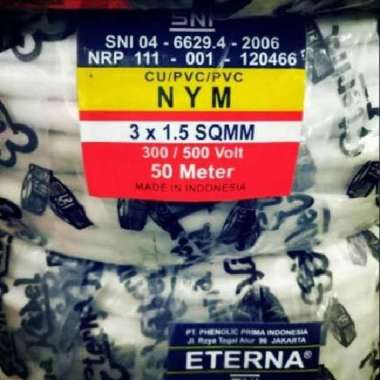 SNI
SNI 04 - 6629.4 - 2006
NRP 111 - 001 - 120466
CU/PVC/PVC
NYM
3 x 1.5 SQMM
300 / 500 Volt
50 Meter
MADE IN INDONESIA
PT. PHENOLIC PRIMA INDONESIA
Jl. Raya Tegal Alur 96 JAKARTA
ETERNA®